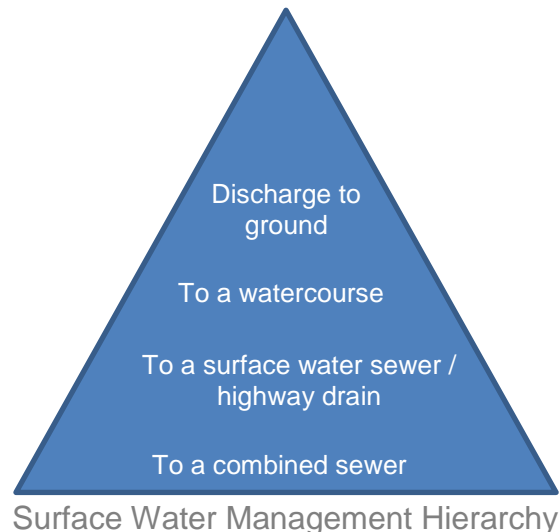 Discharge to
ground
To a watercourse
To a surface water sewer /
highway drain
To a combined sewer
Surface Water Management Hierarchy